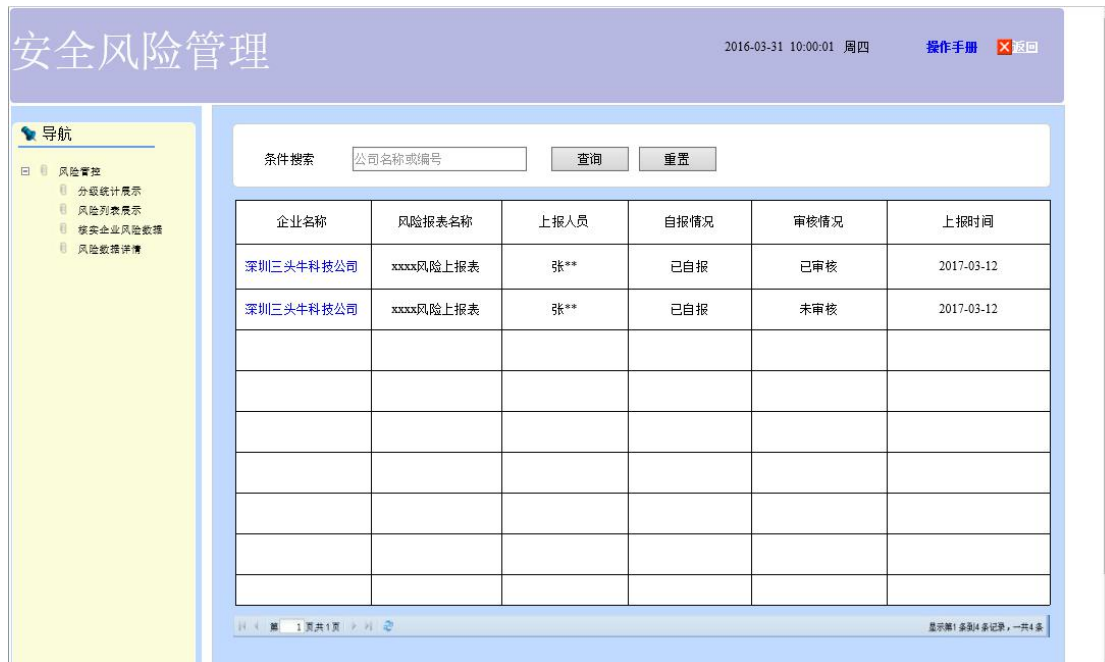 安全风险管理
2016-03-31 10:00:01 周四 操作手册 返回
导航
风险管控
分级统计展示
风险列表展示
核实企业风险数据
风险数据详情
条件搜索 公司名称或编号 查询 重置
企业名称 风险报表名称 上报人员 自报情况 审核情况 上报时间
深圳三头牛科技公司 xxxx风险上报表 张** 已自报 已审核 2017-03-12
深圳三头牛科技公司 xxxx风险上报表 张** 已自报 未审核 2017-03-12
第 1 页共1页 显示第1条到4条记录，一共4条